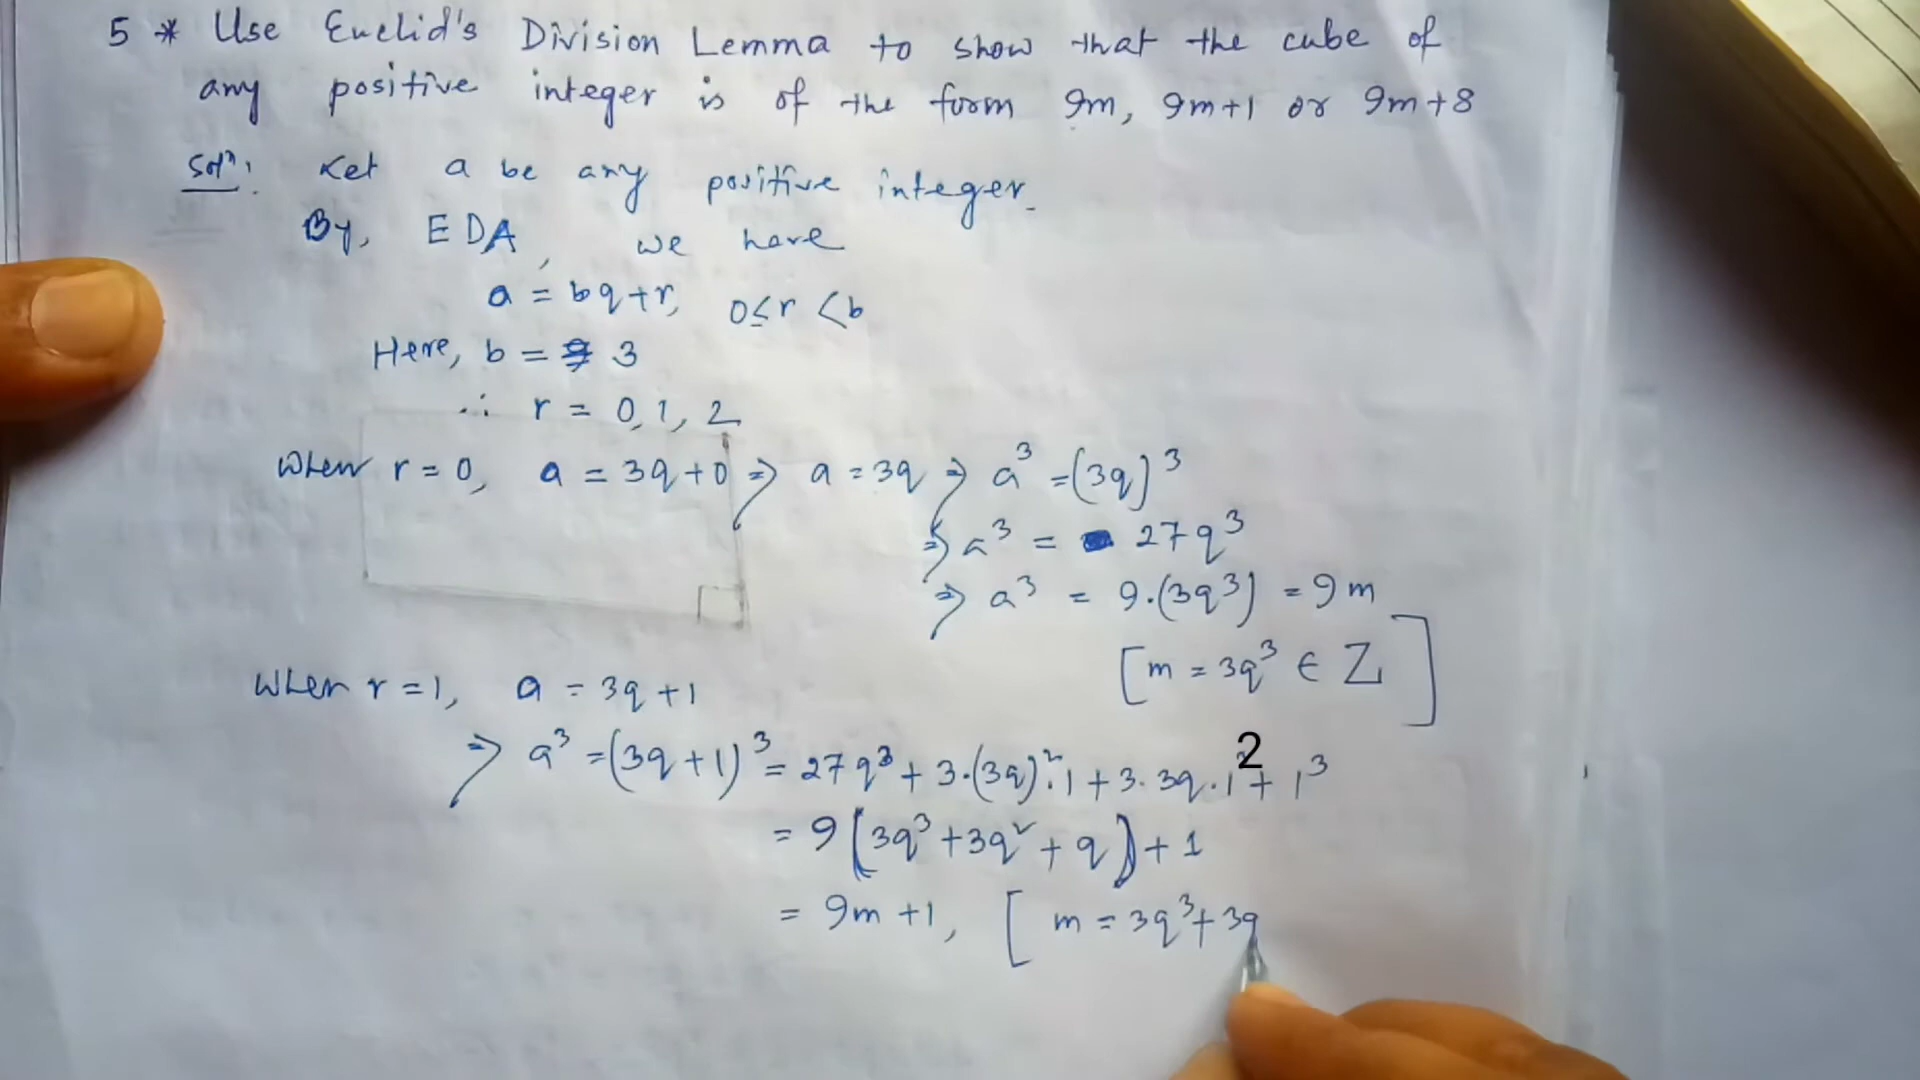 5 * Use Euclid's Division Lemma to show that the cube of
any positive integer is of the form 9m, 9m+1 or 9m+8
Solⁿ: Let a be any positive integer.
By, EDA, we have
a = bq+r, 0≤r<b
Here, b = 3
∴ r = 0, 1, 2
When r = 0, a = 3q+0 ⇒ a = 3q ⇒ a³ = (3q)³
⇒ a³ = 27q³
⇒ a³ = 9.(3q³) = 9m
[m = 3q³ ∈ Z]
When r = 1, a = 3q+1
⇒ a³ = (3q+1)³ = 27q³ + 3.(3q)².1 + 3.3q.1² + 1³
= 9(3q³+3q²+q)+1
= 9m+1, [m = 3q³+3q